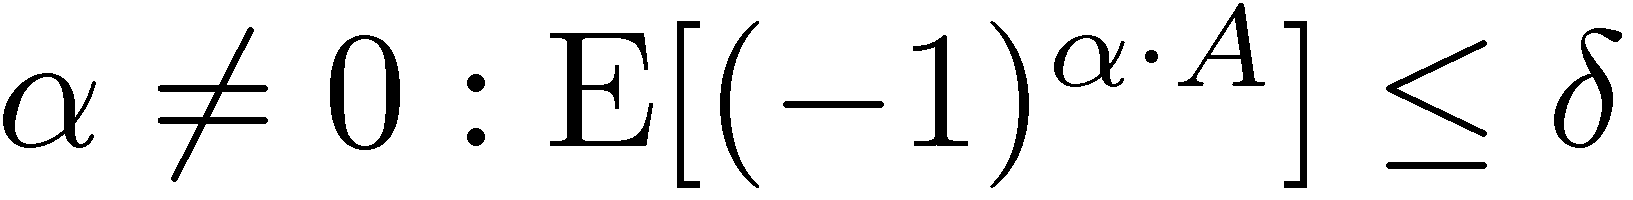 α ≠ 0 : E[(−1)^{α·A}] ≤ δ